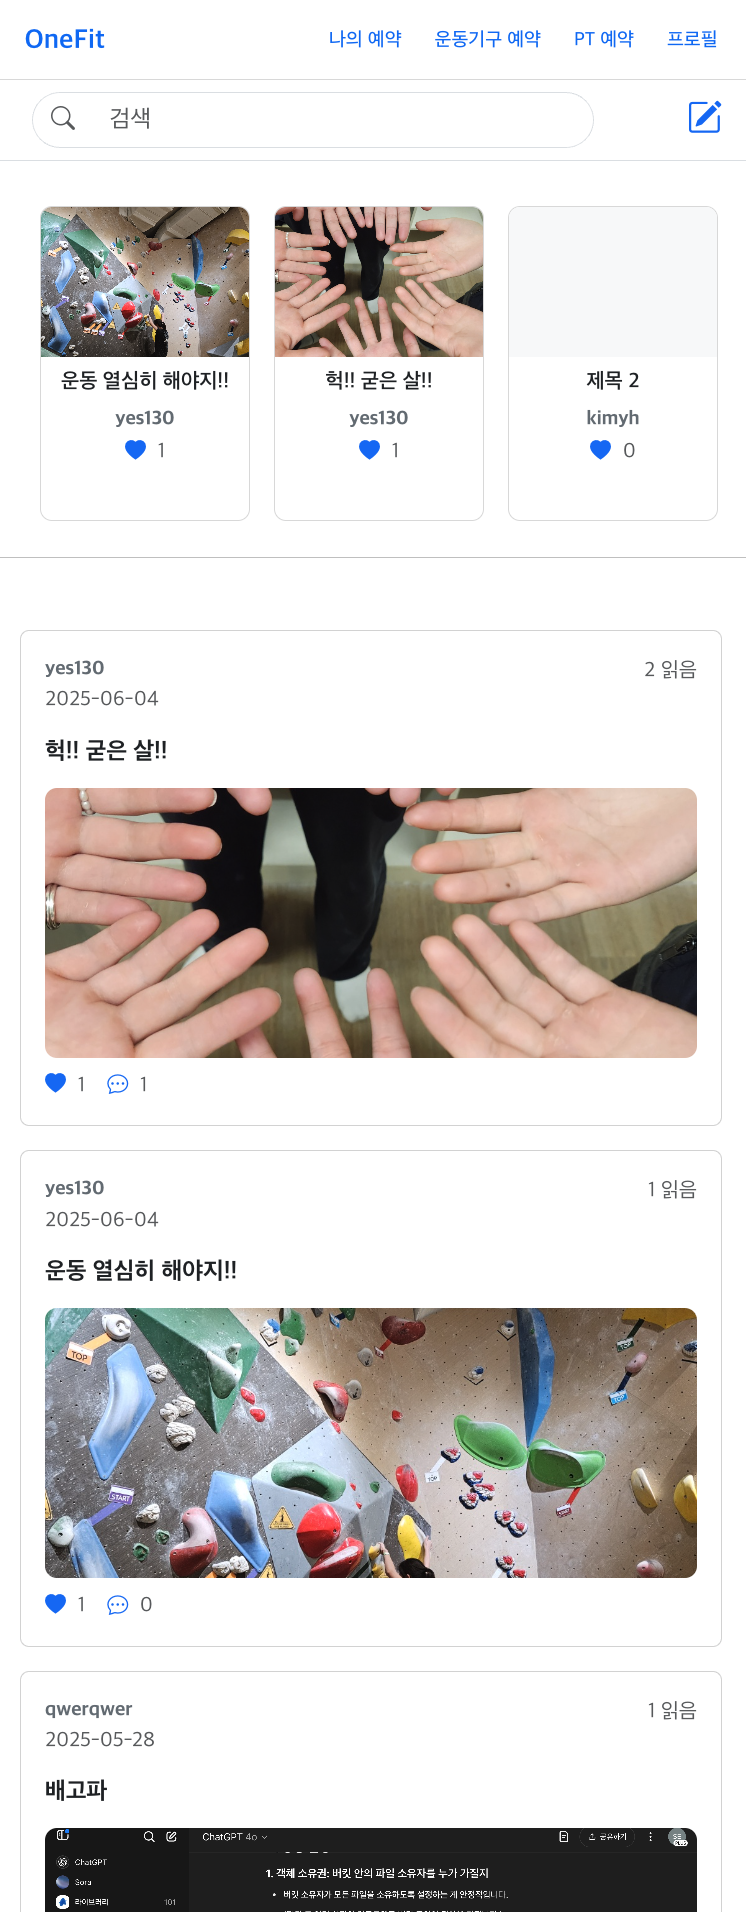 OneFit 나의 예약 운동기구 예약 PT 예약 프로필
검색
운동 열심히 해야지!!
yes130
1
헉!! 굳은 살!!
yes130
1
제목 2
kimyh
0
yes130
2 읽음
2025-06-04
헉!! 굳은 살!!
1 1
yes130
1 읽음
2025-06-04
운동 열심히 해야지!!
TOP
TOP
TOP
TOP
START
1 0
qwerqwer
1 읽음
2025-05-28
배고파
ChatGPT 4o
공유하기
ChatGPT
Sora
라이브러리 101
1. 객체 소유권: 버킷 안의 파일 소유자를 누가 가질지
• 버킷 소유자가 모든 파일을 소유하도록 설정하는 게 안정적입니다.